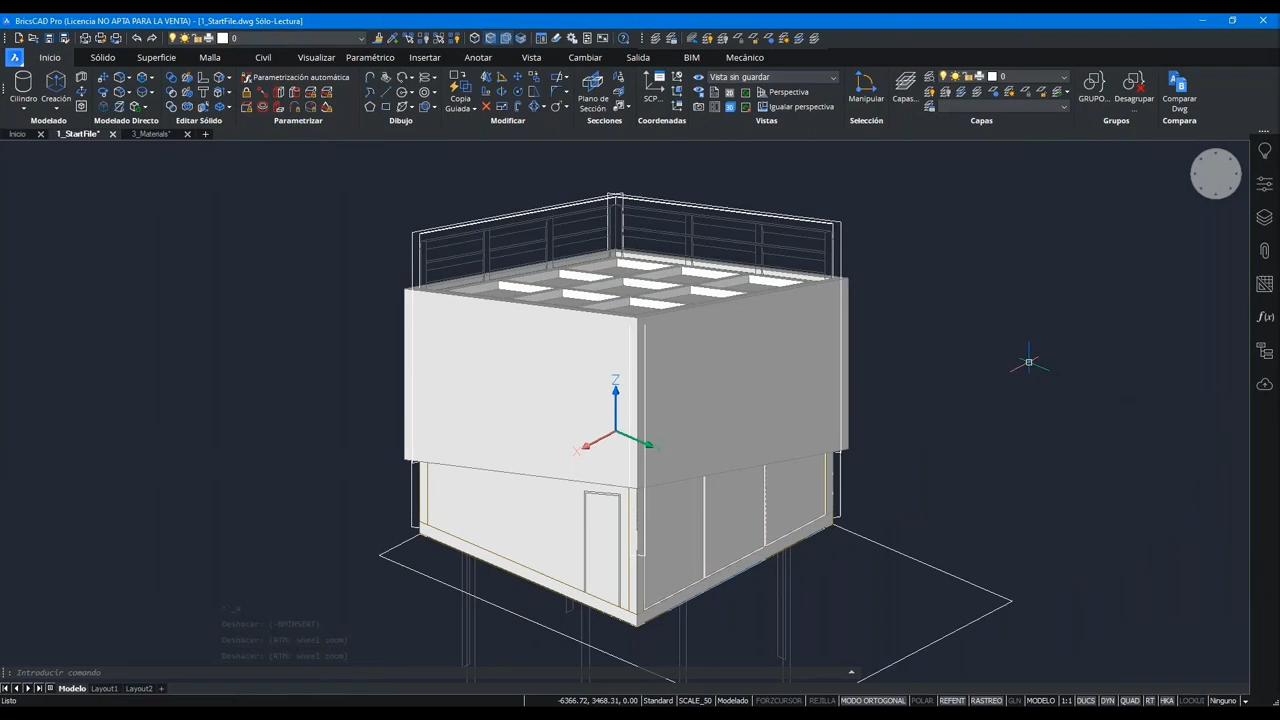 BricsCAD Pro (Licencia NO APTA PARA LA VENTA) - [1_StartFile.dwg Sólo-Lectura]
0
Inicio Sólido Superficie Malla Civil Visualizar Paramétrico Insertar Anotar Vista Cambiar Salida BIM Mecánico
Cilindro Creación Parametrización automática Copia Guiada Plano de Sección SCP... Vista sin guardar Perspectiva Igualar perspectiva Manipular Capas... 0 GRUPO... Desagrupar... Comparar Dwg
Modelado Modelado Directo Editar Sólido Parametrizar Dibujo Modificar Secciones Coordenadas Vistas Selección Capas Grupos Compara
Inicio 1_StartFile* 3_Materials*
Z
X
Deshacer: (-BMINSERT)
Deshacer: (RTM: wheel zoom)
Deshacer: (RTM: wheel zoom)
: Introducir comando
Modelo Layout1 Layout2
Listo -6366.72, 3468.31, 0.00 Standard SCALE_50 Modelado FORZCURSOR REJILLA MODO ORTOGONAL POLAR REFENT RASTREO GLN MODELO 1:1 DUCS DYN QUAD RT HKA LOCKUI Ninguno